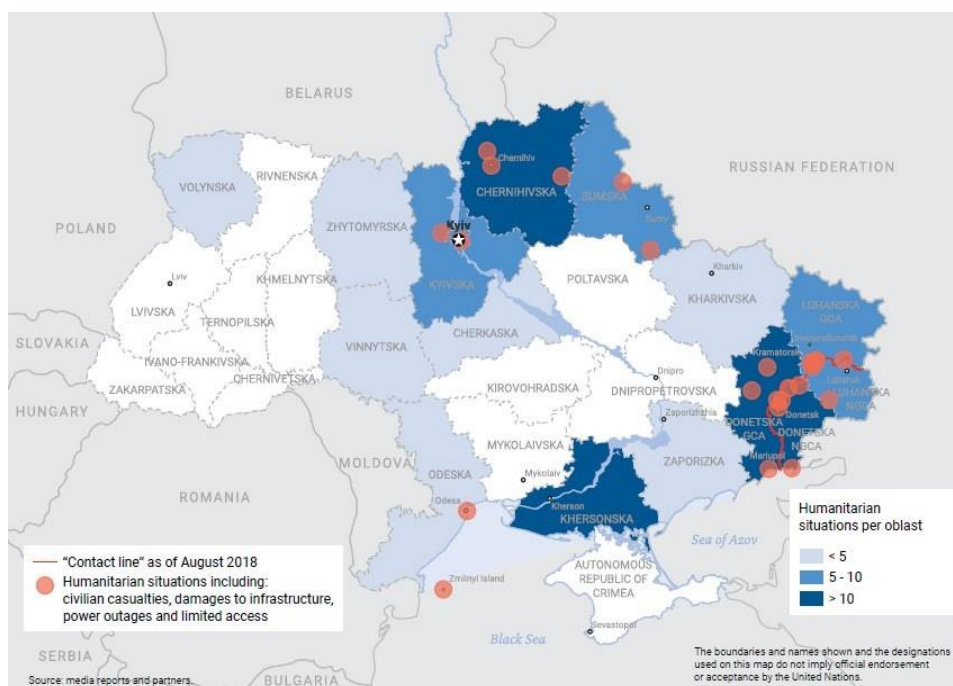 BELARUS
RUSSIAN FEDERATION
POLAND
VOLYNSKA
RIVNENSKA
ZHYTOMYRSKA
Chernihiv
CHERNIHIVSKA
SUMSKA
Sumy
Kyiv
KYIVSKA
Lviv
LVIVSKA
KHMELNYTSKA
TERNOPILSKA
POLTAVSKA
Kharkiv
KHARKIVSKA
CHERKASKA
VINNYTSKA
SLOVAKIA
IVANO-FRANKIVSKA
ZAKARPATSKA
CHERNIVETSKA
HUNGARY
KIROVOHRADSKA
Dnipro
DNIPROPETROVSKA
LUHANSKA
GCA
Sievierodonetsk
Kramatorsk
Luhansk
LUHANSKA
NGCA
DONETSKA
GCA
Donetsk
DONETSKA
NGCA
Mariupol
Zaporizhzhia
ZAPORIZKA
MYKOLAIVSKA
Mykolaiv
MOLDOVA
ODESKA
Odesa
ROMANIA
Kherson
KHERSONSKA
Sea of Azov
AUTONOMOUS
REPUBLIC OF
CRIMEA
Zmiinyi Island
Sevastopol
Black Sea
SERBIA
BULGARIA
Humanitarian
situations per oblast
< 5
5 - 10
> 10
"Contact line" as of August 2018
Humanitarian situations including:
civilian casualties, damages to infrastructure,
power outages and limited access
Source: media reports and partners.
The boundaries and names shown and the designations
used on this map do not imply official endorsement
or acceptance by the United Nations.